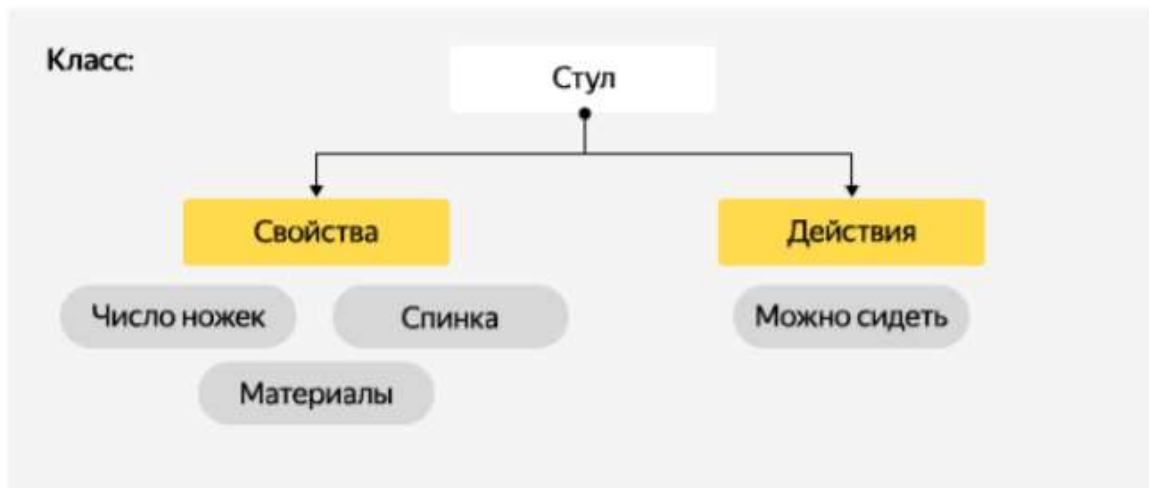 Класс:
Стул
Свойства
Действия
Число ножек
Спинка
Можно сидеть
Материалы